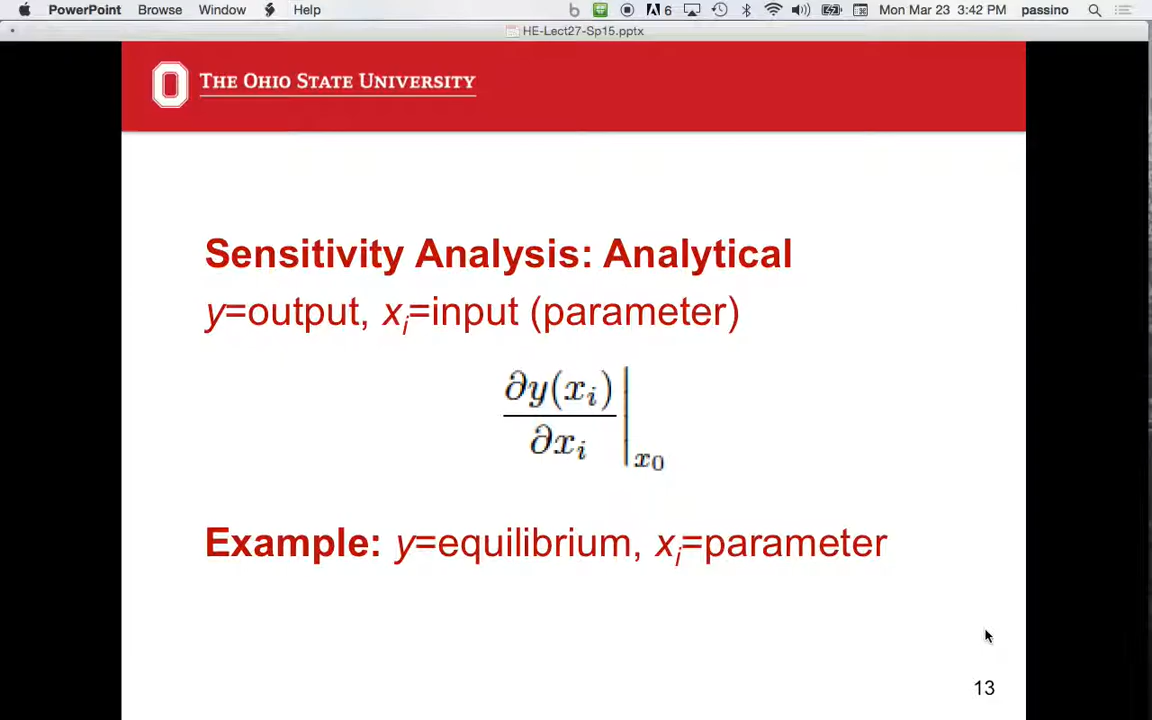 PowerPoint Browse Window Help 6 Mon Mar 23 3:42 PM passino
HE-Lect27-Sp15.pptx
THE OHIO STATE UNIVERSITY
Sensitivity Analysis: Analytical
y=output, xᵢ=input (parameter)
∂y(xᵢ)
∂xᵢ
x₀
Example: y=equilibrium, xᵢ=parameter
13